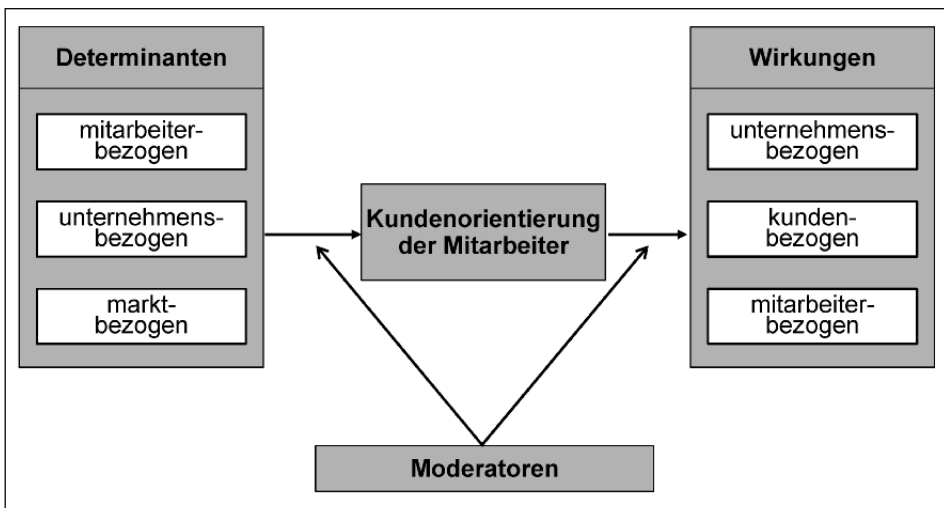 Determinanten
mitarbeiter-
bezogen
unternehmens-
bezogen
markt-
bezogen
Kundenorientierung
der Mitarbeiter
Wirkungen
unternehmens-
bezogen
kunden-
bezogen
mitarbeiter-
bezogen
Moderatoren